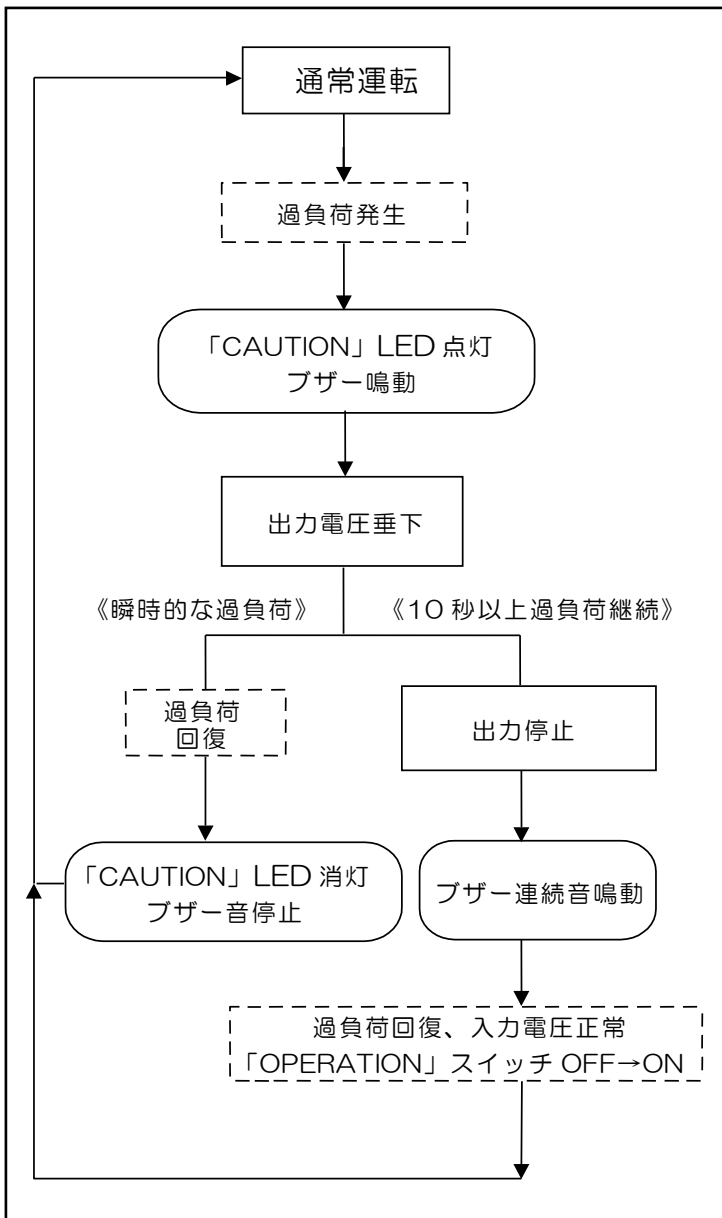 通常運転
過負荷発生
「CAUTION」LED 点灯
ブザー鳴動
出力電圧垂下
《瞬時的な過負荷》
《10 秒以上過負荷継続》
過負荷
回復
出力停止
「CAUTION」LED 消灯
ブザー音停止
ブザー連続音鳴動
過負荷回復、入力電圧正常
「OPERATION」スイッチ OFF→ON